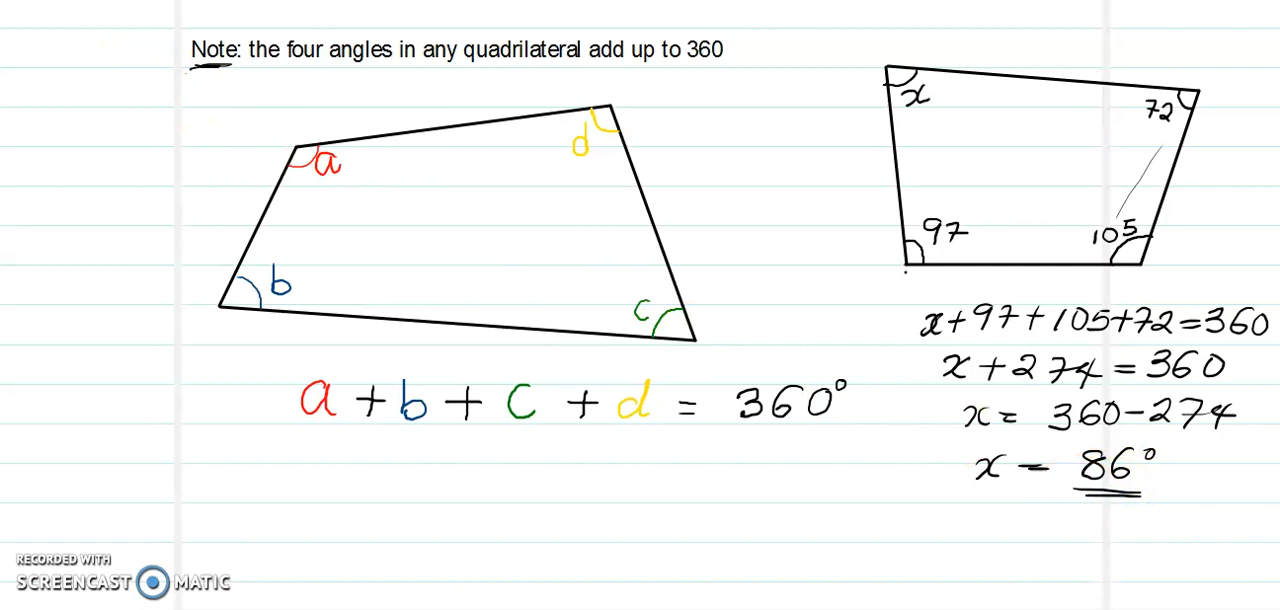 Note: the four angles in any quadrilateral add up to 360
a
d
b
c
a + b + c + d = 360°
x
72
97
105
x + 97 + 105 + 72 = 360
x + 274 = 360
x = 360 - 274
x = 86°
RECORDED WITH
SCREENCAST MATIC